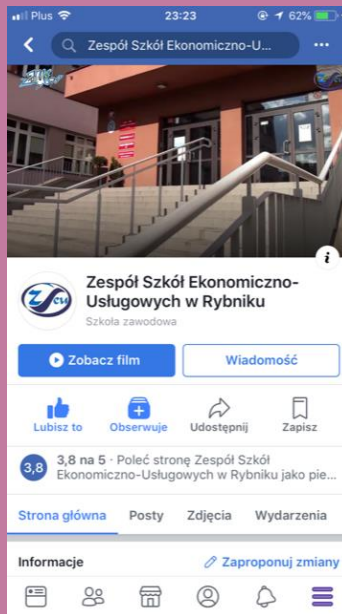 Plus 23:23 62%
Zespół Szkół Ekonomiczno-U...
Zespół Szkół Ekonomiczno-
Usługowych w Rybniku
Szkoła zawodowa
Zobacz film Wiadomość
Lubisz to Obserwuje Udostępnij Zapisz
3,8 3,8 na 5 · Poleć stronę Zespół Szkół
Ekonomiczno-Usługowych w Rybniku jako pie...
Strona główna Posty Zdjęcia Wydarzenia
Informacje Zaproponuj zmiany